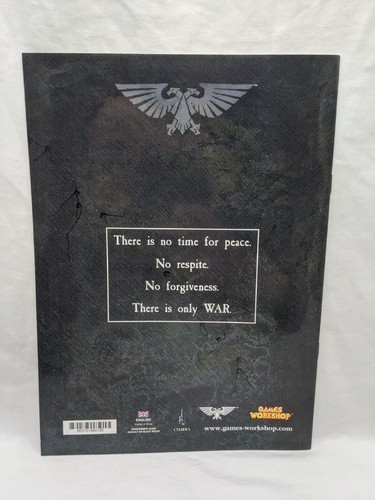 There is no time for peace.
No respite.
No forgiveness.
There is only WAR.
ENGLISH
CITADEL
GAMES
WORKSHOP
www.games-workshop.com